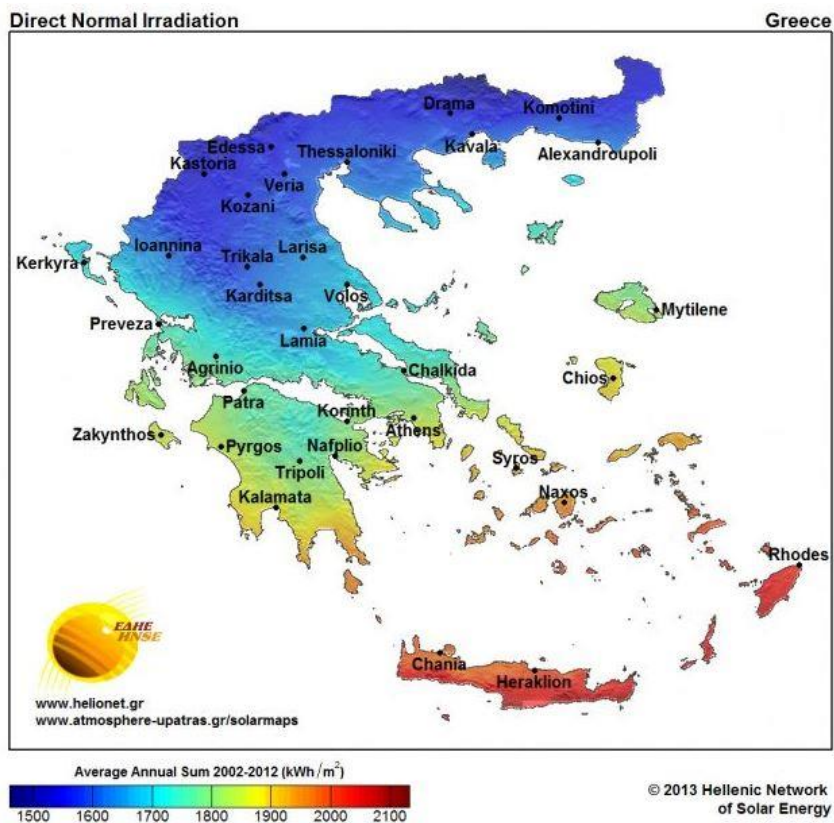 Direct Normal Irradiation
Greece
Drama
Komotini
Kavala
Alexandroupoli
Edessa
Thessaloniki
Kastoria
Veria
Kozani
Ioannina
Larisa
Kerkyra
Trikala
Karditsa
Volos
Preveza
Mytilene
Lamia
Agrinio
Chalkida
Chios
Patra
Korinth
Athens
Zakynthos
Pyrgos
Nafplio
Syros
Tripoli
Kalamata
Naxos
Rhodes
ΕΔΗΕ
HNSE
Chania
Heraklion
www.helionet.gr
www.atmosphere-upatras.gr/solarmaps
Average Annual Sum 2002-2012 (kWh/m²)
1500 1600 1700 1800 1900 2000 2100
© 2013 Hellenic Network
of Solar Energy